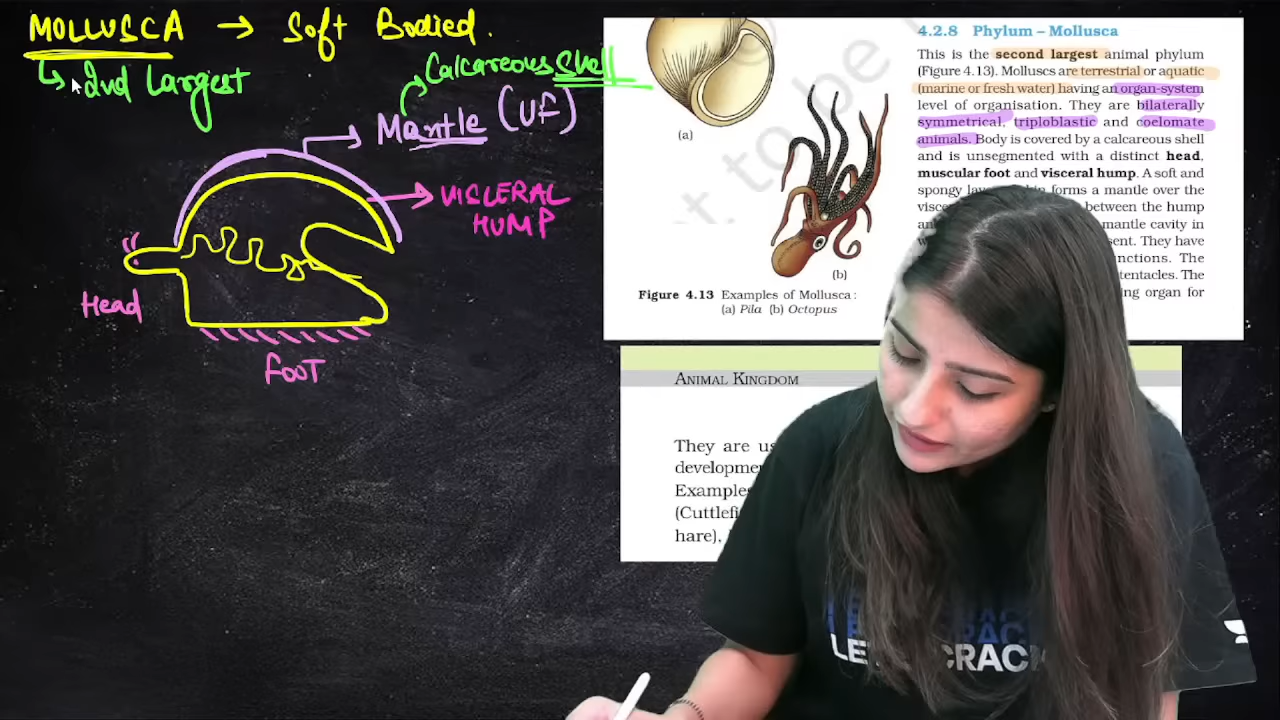 MOLLUSCA → Soft Bodied.
↳ 2nd Largest
Calcareous Shell
Mantle (UF)
VISCERAL
HUMP
Head
FOOT
(a)
(b)
Figure 4.13 Examples of Mollusca :
(a) Pila (b) Octopus
4.2.8 Phylum – Mollusca
This is the second largest animal phylum
(Figure 4.13). Molluscs are terrestrial or aquatic
(marine or fresh water) having an organ-system
level of organisation. They are bilaterally
symmetrical, triploblastic and coelomate
animals. Body is covered by a calcareous shell
and is unsegmented with a distinct head,
muscular foot and visceral hump. A soft and
spongy forms a mantle over the
between the hump
mantle cavity in
They have
The
tentacles. The
organ for
ANIMAL KINGDOM
They are
Examples
hare).